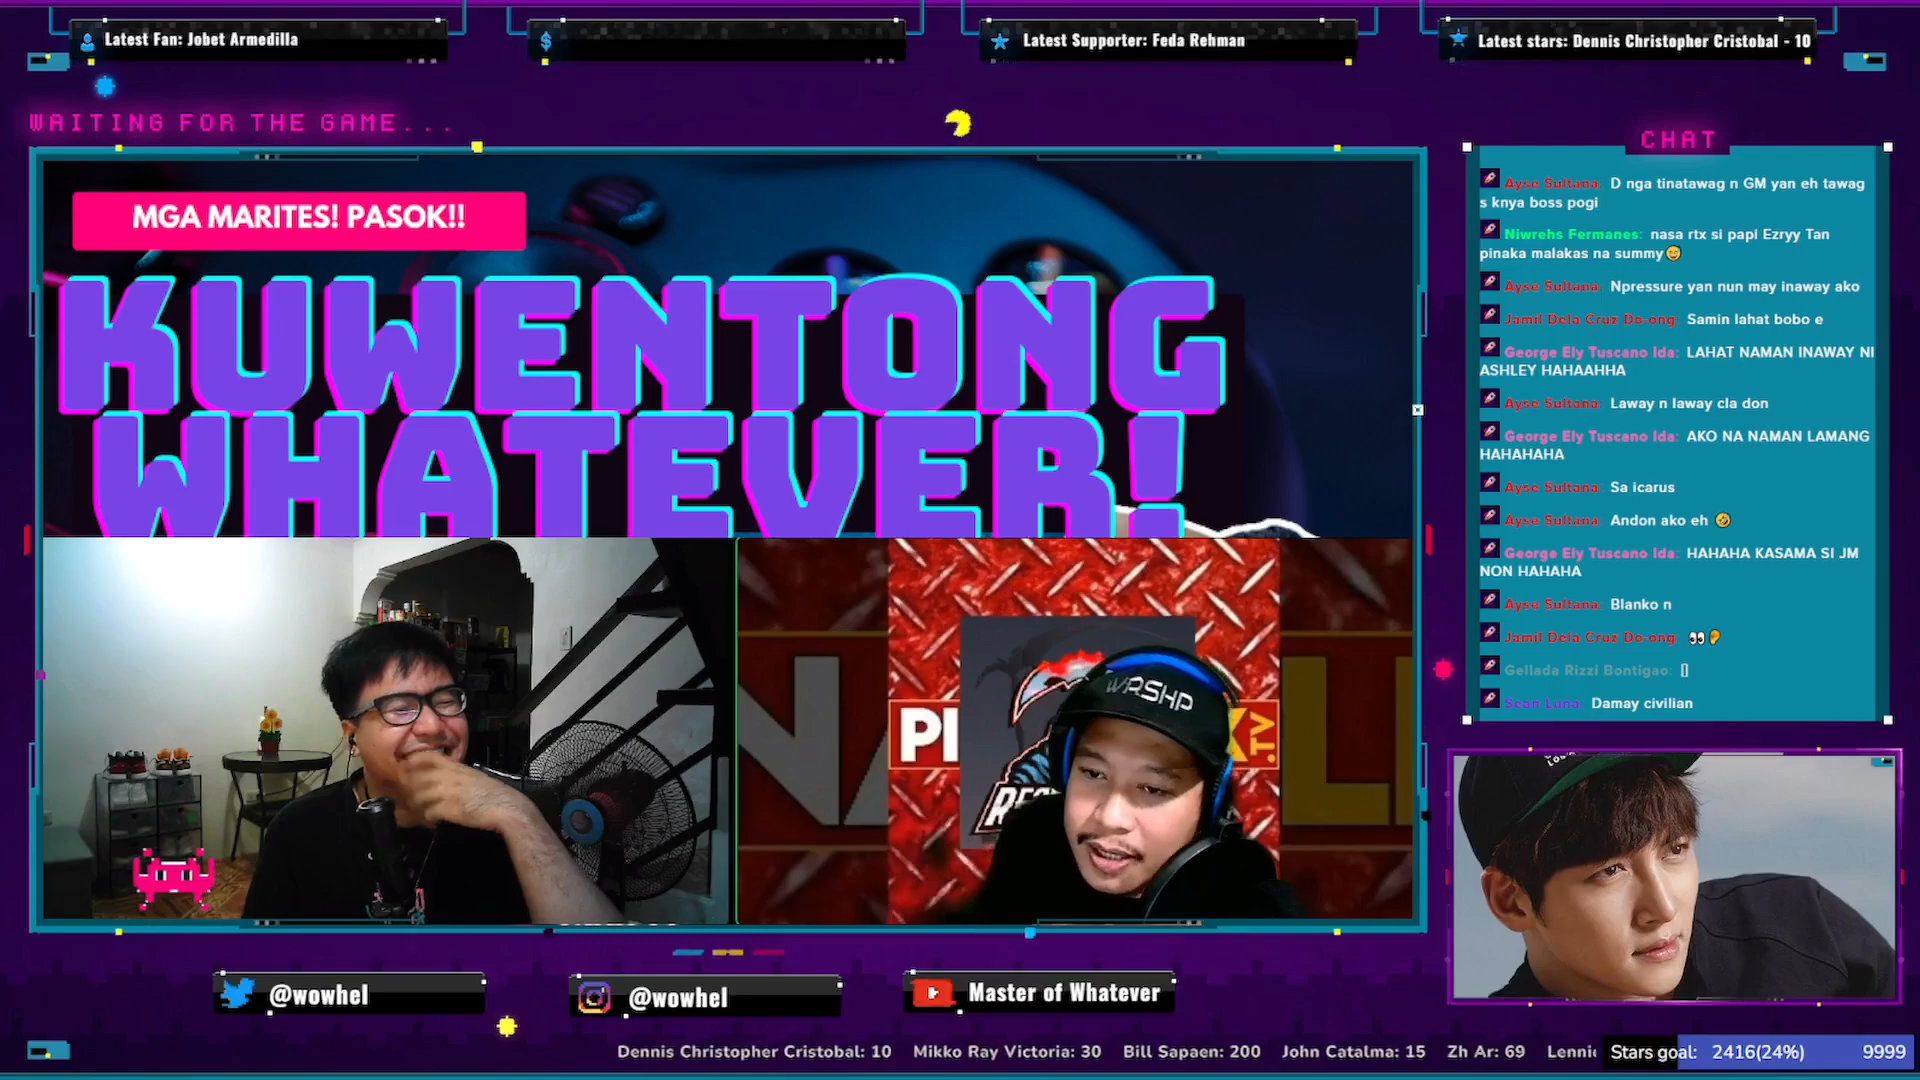 Latest Fan: Jobet Armedilla
Latest Supporter: Feda Rehman
Latest stars: Dennis Christopher Cristobal - 10
WAITING FOR THE GAME...
MGA MARITES! PASOK!!
KUWENTONG
WHATEVER!
WRSHP
CHAT
Ayse Sultana: D nga tinatawag n GM yan eh tawag
s knya boss pogi
Niwrehs Fermanes: nasa rtx si papi Ezryy Tan
pinaka malakas na summy😅
Ayse Sultana: Npressure yan nun may inaway ako
Jamil Dela Cruz Do-ong: Samin lahat bobo e
George Ely Tuscano Ida: LAHAT NAMAN INAWAY NI
ASHLEY HAHAAHHA
Ayse Sultana: Laway n laway cla don
George Ely Tuscano Ida: AKO NA NAMAN LAMANG
HAHAHAHA
Ayse Sultana: Sa icarus
Ayse Sultana: Andon ako eh 🤣
George Ely Tuscano Ida: HAHAHA KASAMA SI JM
NON HAHAHA
Ayse Sultana: Blanko n
Jamil Dela Cruz Do-ong: 👀👂
Gellada Rizzi Bontigao: []
Sean Luna: Damay civilian
@wowhel
@wowhel
Master of Whatever
Dennis Christopher Cristobal: 10 Mikko Ray Victoria: 30 Bill Sapaen: 200 John Catalma: 15 Zh Ar: 69 Lenni
Stars goal: 2416(24%) 9999